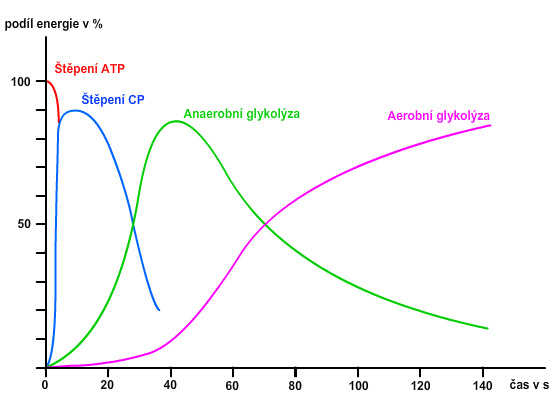 podíl energie v %
Štěpení ATP
100
Štěpení CP
Anaerobní glykolýza
Aerobní glykolýza
50
0 20 40 60 80 100 120 140 čas v s